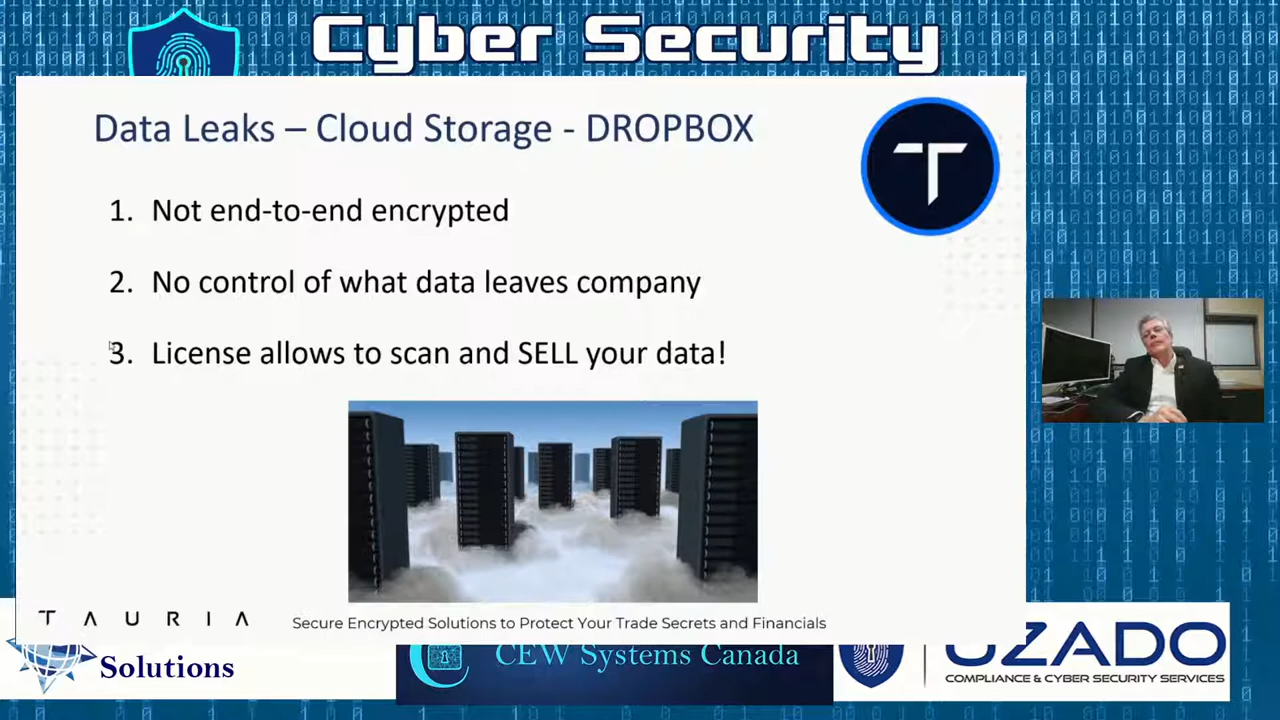 Cyber Security
Data Leaks – Cloud Storage - DROPBOX
T
1. Not end-to-end encrypted
2. No control of what data leaves company
3. License allows to scan and SELL your data!
TAURIA
Secure Encrypted Solutions to Protect Your Trade Secrets and Financials
Solutions
CEW Systems Canada
UZADO
COMPLIANCE & CYBER SECURITY SERVICES